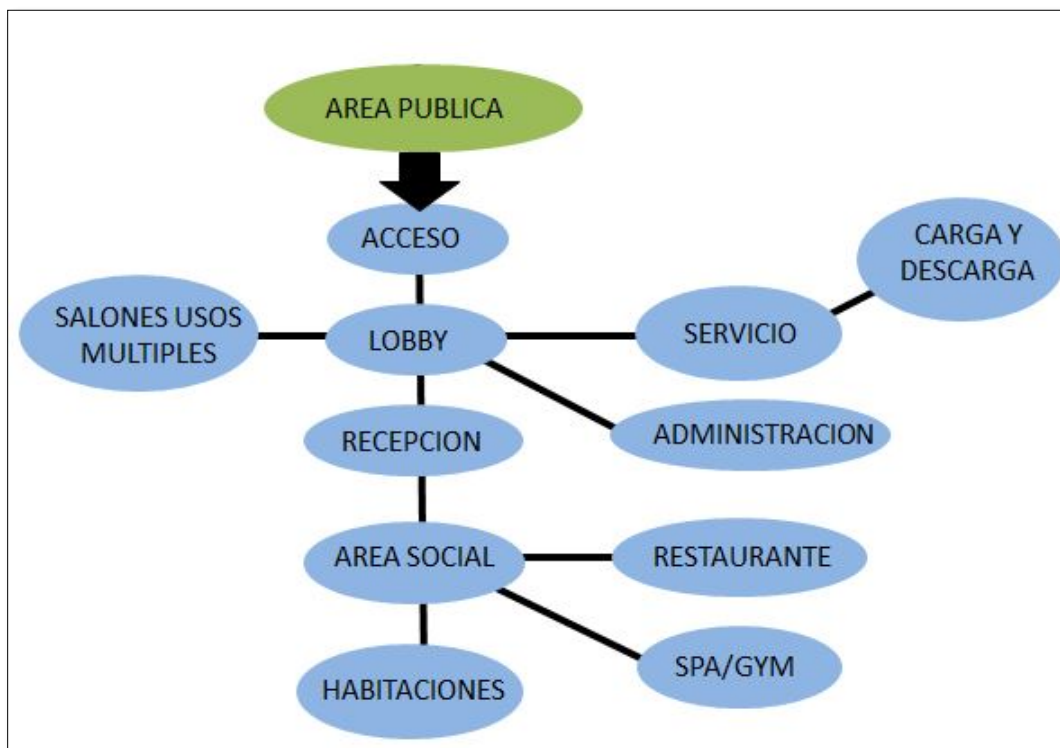 AREA PUBLICA
ACCESO
CARGA Y
DESCARGA
SALONES USOS
MULTIPLES
LOBBY
SERVICIO
RECEPCION
ADMINISTRACION
AREA SOCIAL
RESTAURANTE
HABITACIONES
SPA/GYM